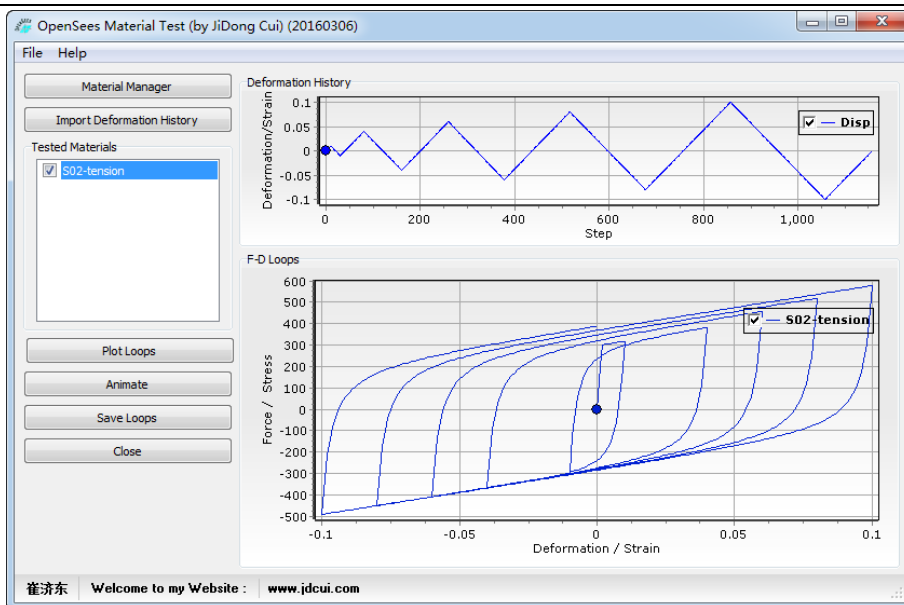 OpenSees Material Test (by JiDong Cui) (20160306)
File Help
Material Manager
Import Deformation History
Tested Materials
S02-tension
Plot Loops
Animate
Save Loops
Close
Deformation History
Deformation/Strain
0.1
0.05
0
-0.05
-0.1
Disp
0 200 400 600 800 1,000
Step
F-D Loops
Force / Stress
600
500
400
300
200
100
0
-100
-200
-300
-400
-500
S02-tension
-0.1 -0.05 0 0.05 0.1
Deformation / Strain
崔济东 Welcome to my Website : www.jdcui.com